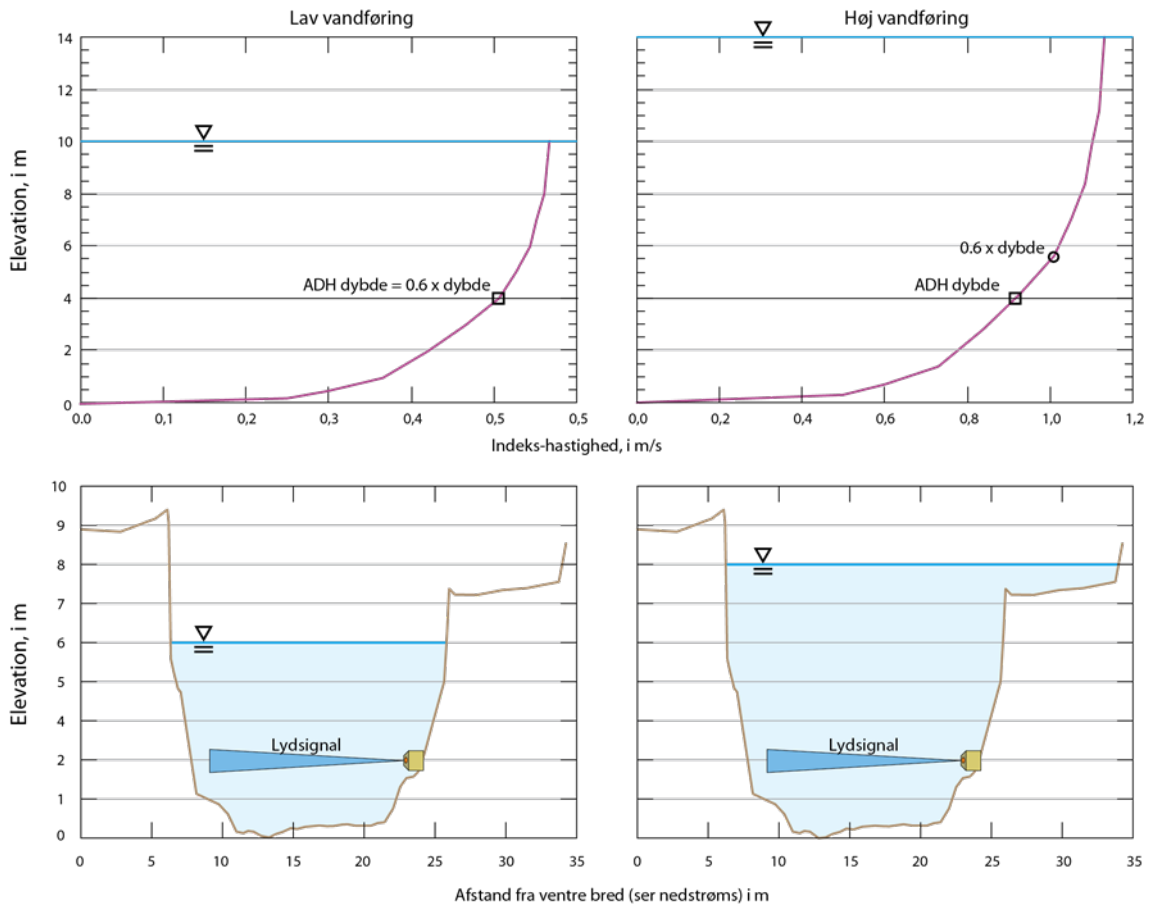 Lav vandføring
Høj vandføring
Elevation, i m
14
12
10
8
6
4
2
0
ADH dybde = 0.6 x dybde
0.6 x dybde
ADH dybde
0.0 0,1 0,2 0,3 0,4 0,5 0,5
0,0 0,2 0,4 0,6 0,8 1,0 1,2
Indeks-hastighed, i m/s
Elevation, i m
10
9
8
7
6
5
4
2
1
0
Lydsignal
Lydsignal
0 5 10 15 20 25 30 35
0 5 10 15 20 25 30 35
Afstand fra ventre bred (ser nedstrøms) i m